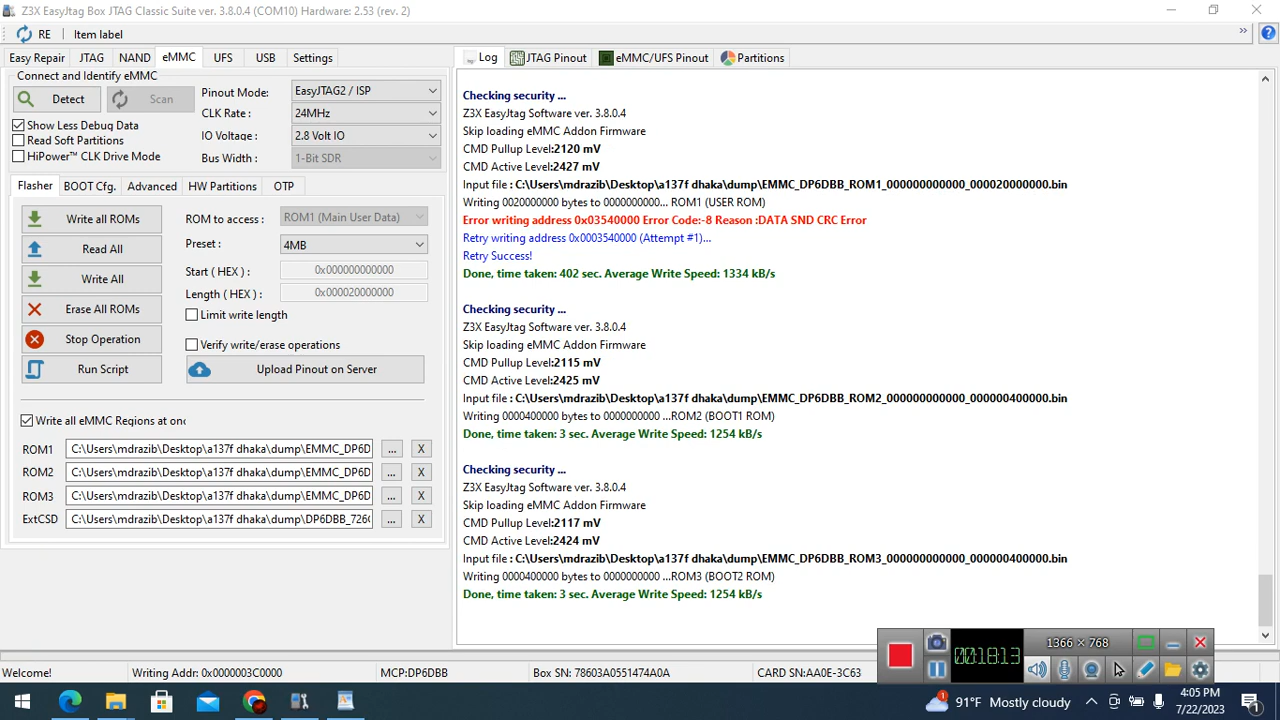 Z3X EasyJtag Box JTAG Classic Suite ver. 3.8.0.4 (COM10) Hardware: 2.53 (rev. 2)
RE Item label
Easy Repair JTAG NAND eMMC UFS USB Settings
Connect and Identify eMMC
Detect Scan
Show Less Debug Data
Read Soft Partitions
HiPower™ CLK Drive Mode
Pinout Mode: EasyJTAG2 / ISP
CLK Rate: 24MHz
IO Voltage: 2.8 Volt IO
Bus Width: 1-Bit SDR
Flasher BOOT Cfg. Advanced HW Partitions OTP
Write all ROMs
Read All
Write All
Erase All ROMs
Stop Operation
Run Script
ROM to access: ROM1 (Main User Data)
Preset: 4MB
Start ( HEX ) : 0x000000000000
Length ( HEX ) : 0x000020000000
Limit write length
Verify write/erase operations
Upload Pinout on Server
Write all eMMC Regions at onc
ROM1 C:\Users\mdrazib\Desktop\a137f dhaka\dump\EMMC_DP6D ... X
ROM2 C:\Users\mdrazib\Desktop\a137f dhaka\dump\EMMC_DP6D ... X
ROM3 C:\Users\mdrazib\Desktop\a137f dhaka\dump\EMMC_DP6D ... X
ExtCSD C:\Users\mdrazib\Desktop\a137f dhaka\dump\DP6DBB_726( ... X
Log JTAG Pinout eMMC/UFS Pinout Partitions
Checking security ...
Z3X EasyJtag Software ver. 3.8.0.4
Skip loading eMMC Addon Firmware
CMD Pullup Level:2120 mV
CMD Active Level:2427 mV
Input file : C:\Users\mdrazib\Desktop\a137f dhaka\dump\EMMC_DP6DBB_ROM1_000000000000_000020000000.bin
Writing 0020000000 bytes to 0000000000... ROM1 (USER ROM)
Error writing address 0x03540000 Error Code:-8 Reason :DATA SND CRC Error
Retry writing address 0x0003540000 (Attempt #1)...
Retry Success!
Done, time taken: 402 sec. Average Write Speed: 1334 kB/s
Checking security ...
Z3X EasyJtag Software ver. 3.8.0.4
Skip loading eMMC Addon Firmware
CMD Pullup Level:2115 mV
CMD Active Level:2425 mV
Input file : C:\Users\mdrazib\Desktop\a137f dhaka\dump\EMMC_DP6DBB_ROM2_000000000000_000000400000.bin
Writing 0000400000 bytes to 0000000000 ...ROM2 (BOOT1 ROM)
Done, time taken: 3 sec. Average Write Speed: 1254 kB/s
Checking security ...
Z3X EasyJtag Software ver. 3.8.0.4
Skip loading eMMC Addon Firmware
CMD Pullup Level:2117 mV
CMD Active Level:2424 mV
Input file : C:\Users\mdrazib\Desktop\a137f dhaka\dump\EMMC_DP6DBB_ROM3_000000000000_000000400000.bin
Writing 0000400000 bytes to 0000000000 ...ROM3 (BOOT2 ROM)
Done, time taken: 3 sec. Average Write Speed: 1254 kB/s
00:18:13 1366 × 768
Welcome! Writing Addr: 0x0000003C0000 MCP:DP6DBB Box SN: 78603A0551474A0A CARD SN: AA0E-3C63
91°F Mostly cloudy
4:05 PM
7/22/2023
1